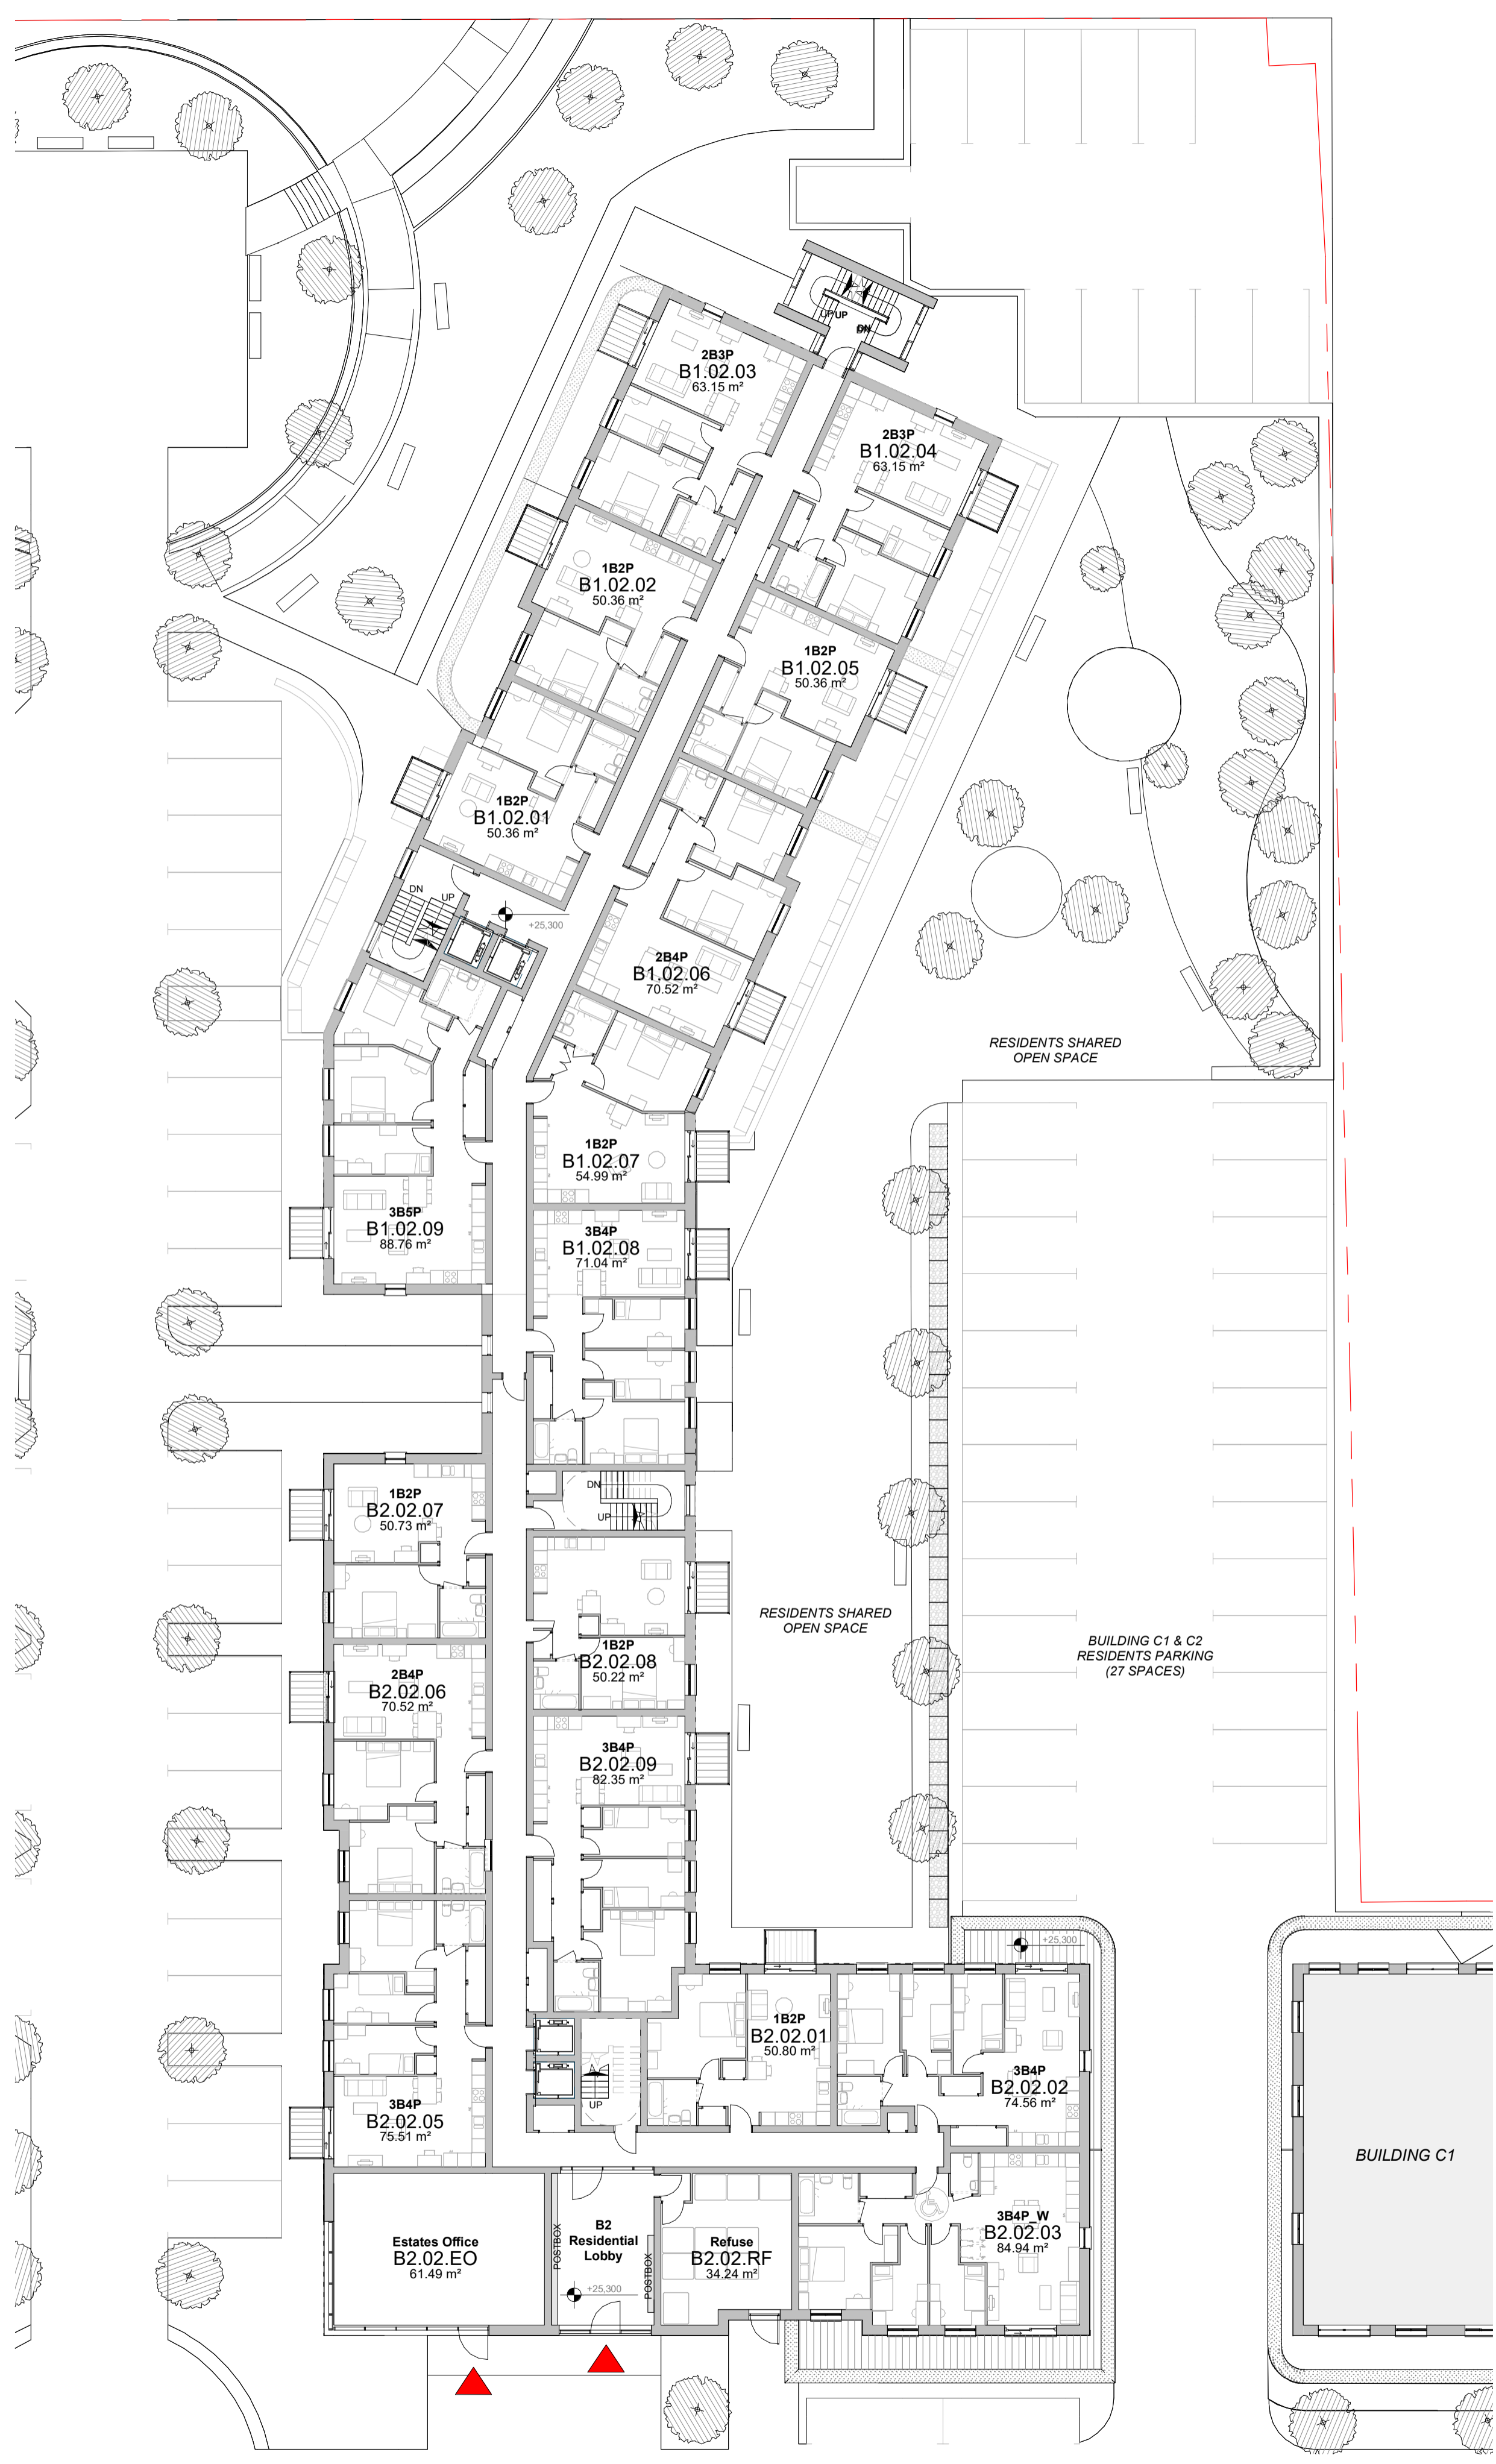 UP
UP
DN
2B3P
B1.02.03
63.15 m²
2B3P
B1.02.04
63.15 m²
1B2P
B1.02.02
50.36 m²
1B2P
B1.02.05
50.36 m²
1B2P
B1.02.01
50.36 m²
DN
UP
+25,300
2B4P
B1.02.06
70.52 m²
RESIDENTS SHARED
OPEN SPACE
1B2P
B1.02.07
54.99 m²
3B5P
B1.02.09
88.76 m²
3B4P
B1.02.08
71.04 m²
DN
UP
1B2P
B2.02.07
50.73 m²
RESIDENTS SHARED
OPEN SPACE
1B2P
B2.02.08
50.22 m²
BUILDING C1 & C2
RESIDENTS PARKING
(27 SPACES)
2B4P
B2.02.06
70.52 m²
3B4P
B2.02.09
82.35 m²
+25,300
1B2P
B2.02.01
50.80 m²
3B4P
B2.02.02
74.56 m²
UP
3B4P
B2.02.05
75.51 m²
BUILDING C1
Estates Office
B2.02.EO
61.49 m²
POSTBOX
B2
Residential
Lobby
POSTBOX
+25,300
Refuse
B2.02.RF
34.24 m²
3B4P_W
B2.02.03
84.94 m²